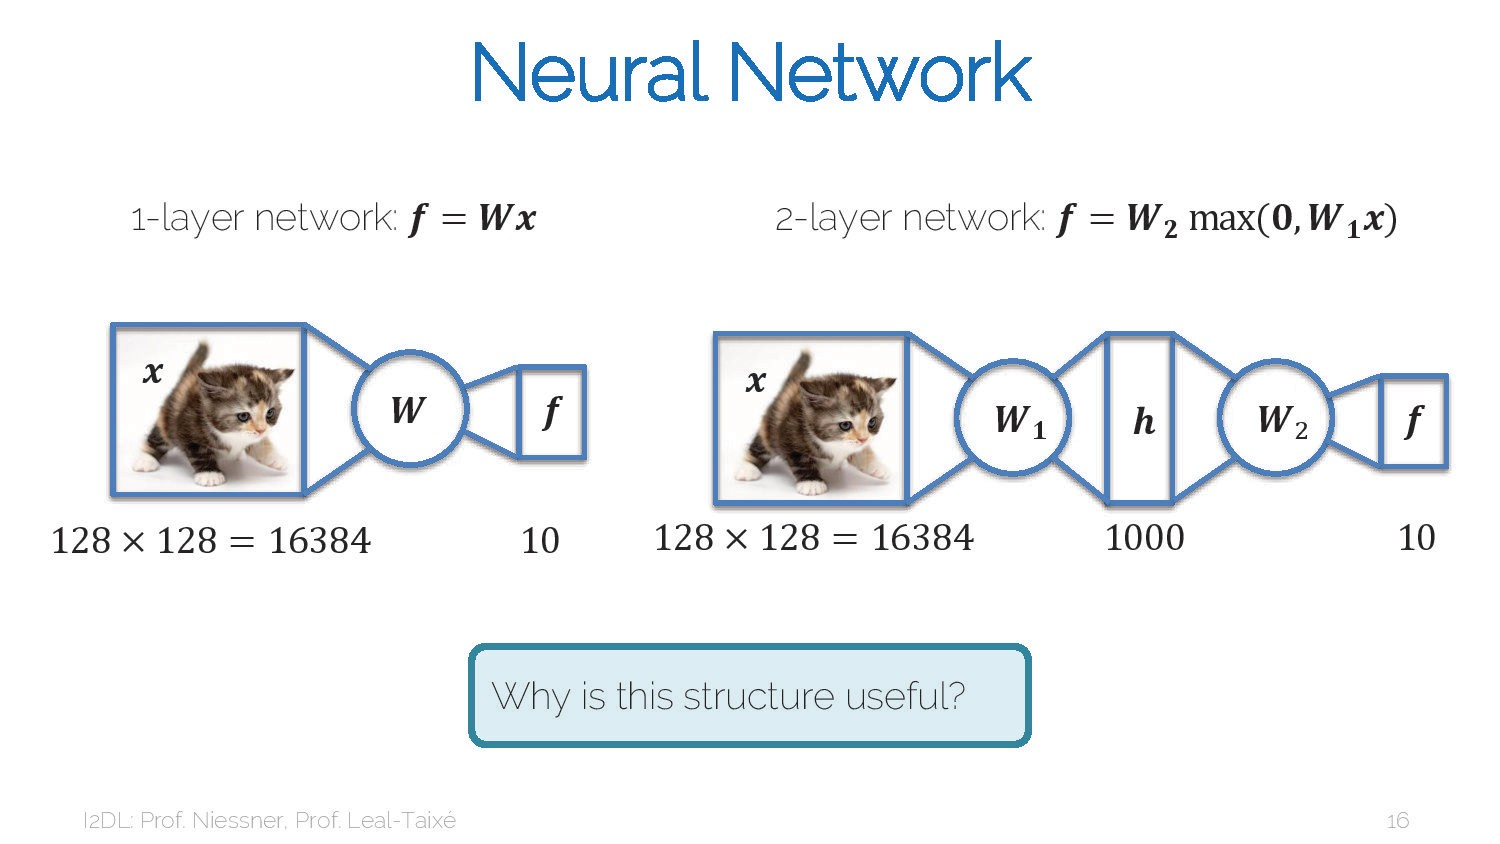 Neural Network
1-layer network: f = Wx
2-layer network: f = W₂ max(0, W₁x)
x
W
f
128 × 128 = 16384
10
x
W₁
h
W₂
f
128 × 128 = 16384
1000
10
Why is this structure useful?
I2DL: Prof. Niessner, Prof. Leal-Taixé
16